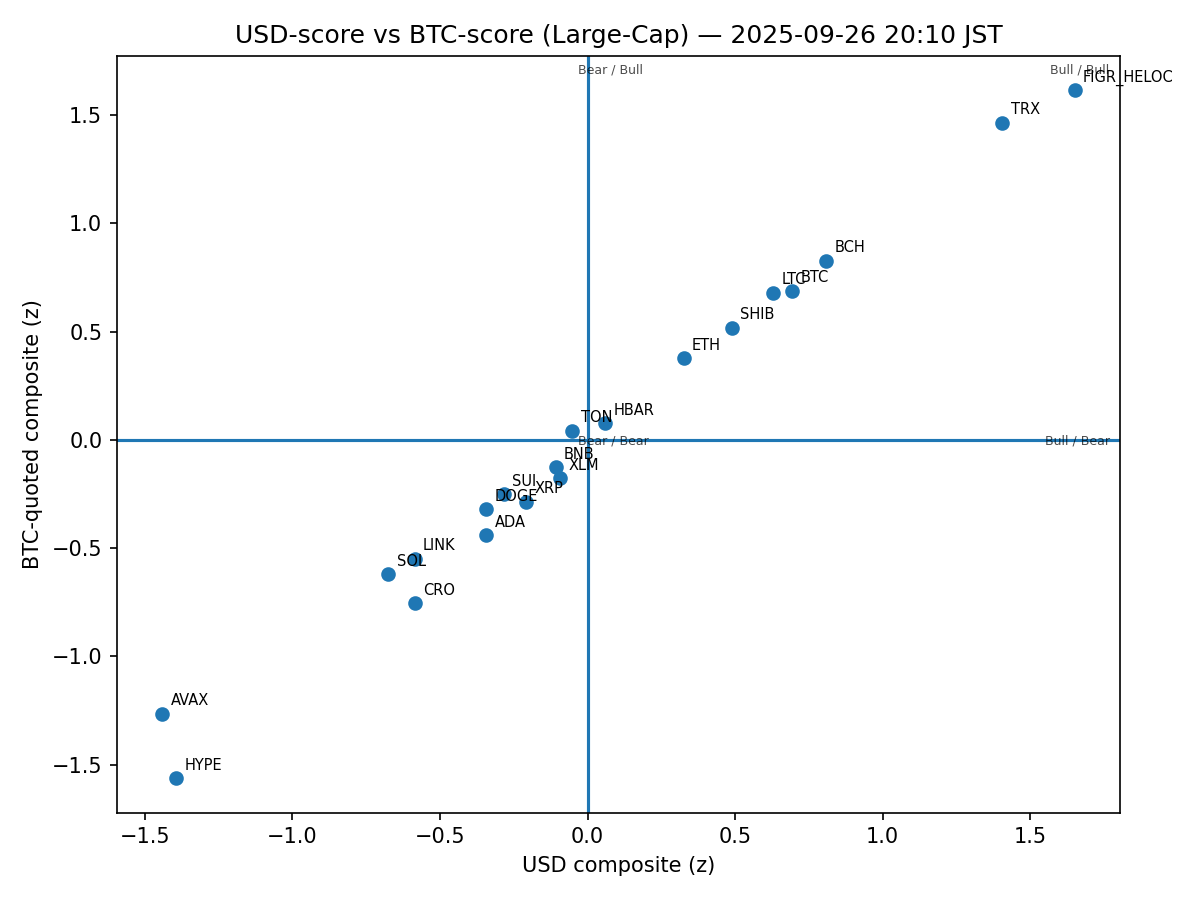 USD-score vs BTC-score (Large-Cap) — 2025-09-26 20:10 JST
Bear / Bull
Bull / Bull
FIGR_HELOC
TRX
BCH
LTC
BTC
SHIB
ETH
HBAR
TON
Bear / Bear
Bull / Bear
BNB
XLM
SUI
XRP
DOGE
ADA
LINK
SOL
CRO
AVAX
HYPE
1.5
1.0
0.5
0.0
−0.5
−1.0
−1.5
BTC-quoted composite (z)
−1.5
−1.0
−0.5
0.0
0.5
1.0
1.5
USD composite (z)